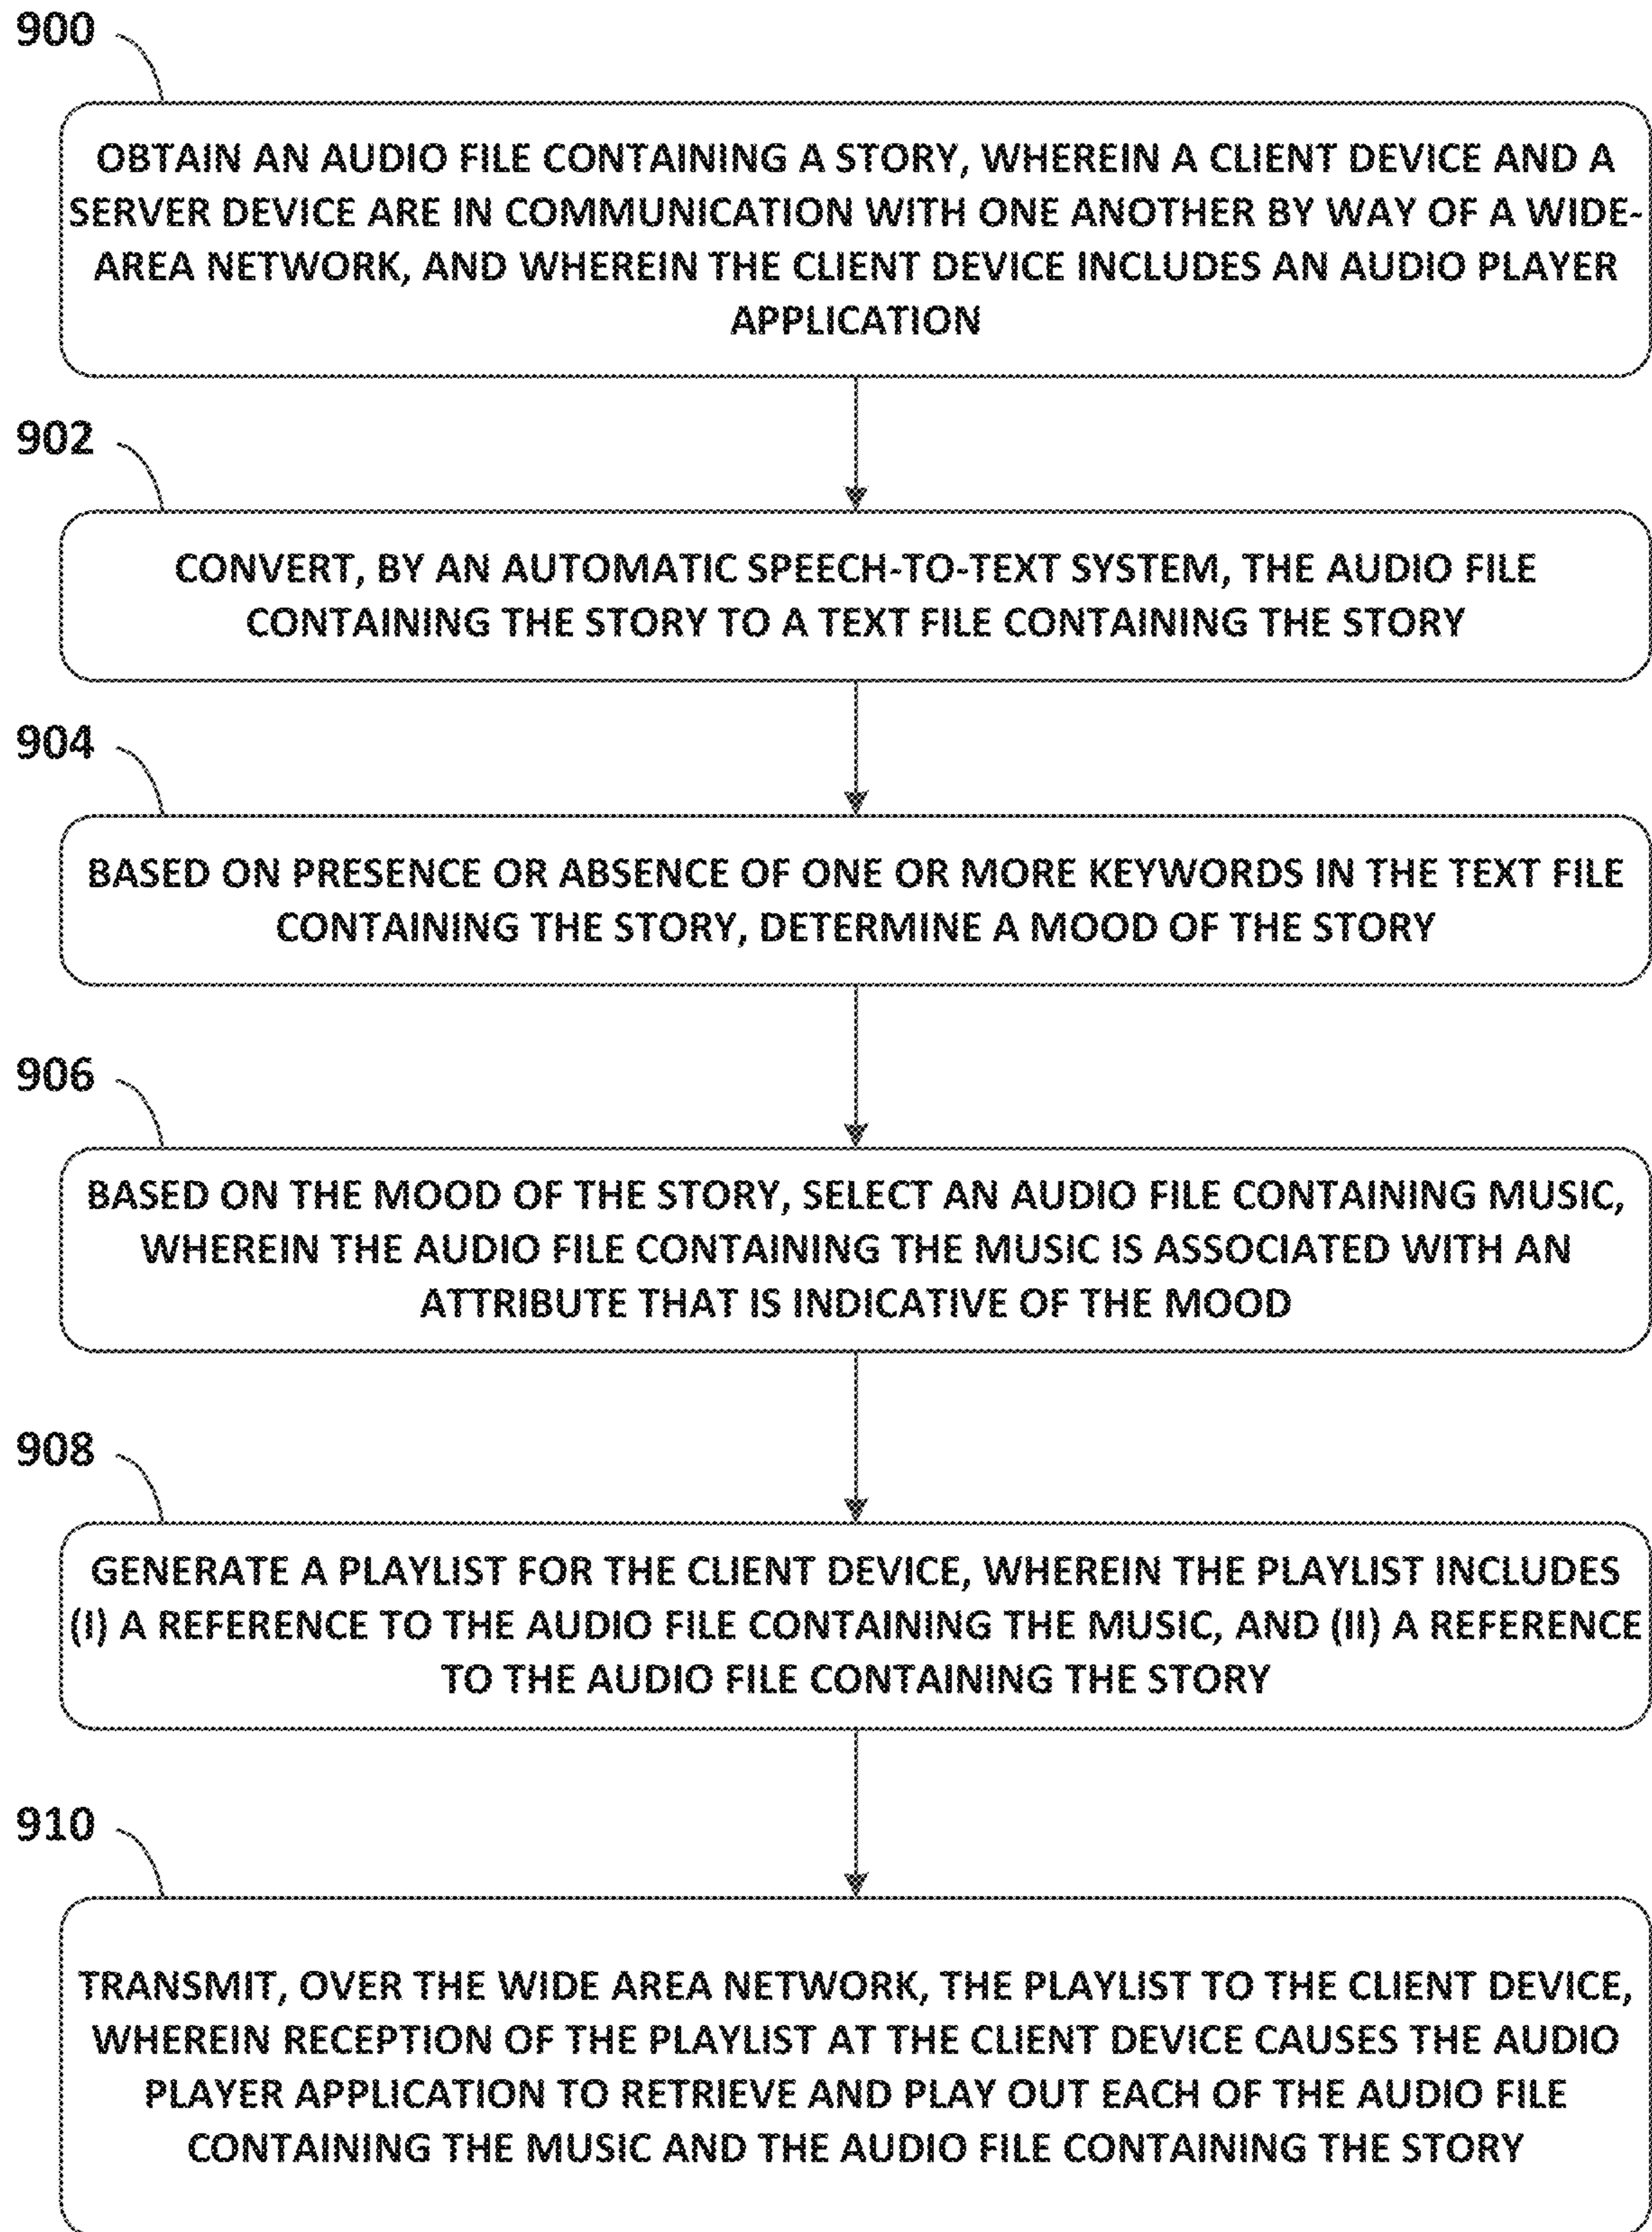 900
OBTAIN AN AUDIO FILE CONTAINING A STORY, WHEREIN A CLIENT DEVICE AND A
SERVER DEVICE ARE IN COMMUNICATION WITH ONE ANOTHER BY WAY OF A WIDE-
AREA NETWORK, AND WHEREIN THE CLIENT DEVICE INCLUDES AN AUDIO PLAYER
APPLICATION
902
CONVERT, BY AN AUTOMATIC SPEECH-TO-TEXT SYSTEM, THE AUDIO FILE
CONTAINING THE STORY TO A TEXT FILE CONTAINING THE STORY
904
BASED ON PRESENCE OR ABSENCE OF ONE OR MORE KEYWORDS IN THE TEXT FILE
CONTAINING THE STORY, DETERMINE A MOOD OF THE STORY
906
BASED ON THE MOOD OF THE STORY, SELECT AN AUDIO FILE CONTAINING MUSIC,
WHEREIN THE AUDIO FILE CONTAINING THE MUSIC IS ASSOCIATED WITH AN
ATTRIBUTE THAT IS INDICATIVE OF THE MOOD
908
GENERATE A PLAYLIST FOR THE CLIENT DEVICE, WHEREIN THE PLAYLIST INCLUDES
(I) A REFERENCE TO THE AUDIO FILE CONTAINING THE MUSIC, AND (II) A REFERENCE
TO THE AUDIO FILE CONTAINING THE STORY
910
TRANSMIT, OVER THE WIDE AREA NETWORK, THE PLAYLIST TO THE CLIENT DEVICE,
WHEREIN RECEPTION OF THE PLAYLIST AT THE CLIENT DEVICE CAUSES THE AUDIO
PLAYER APPLICATION TO RETRIEVE AND PLAY OUT EACH OF THE AUDIO FILE
CONTAINING THE MUSIC AND THE AUDIO FILE CONTAINING THE STORY